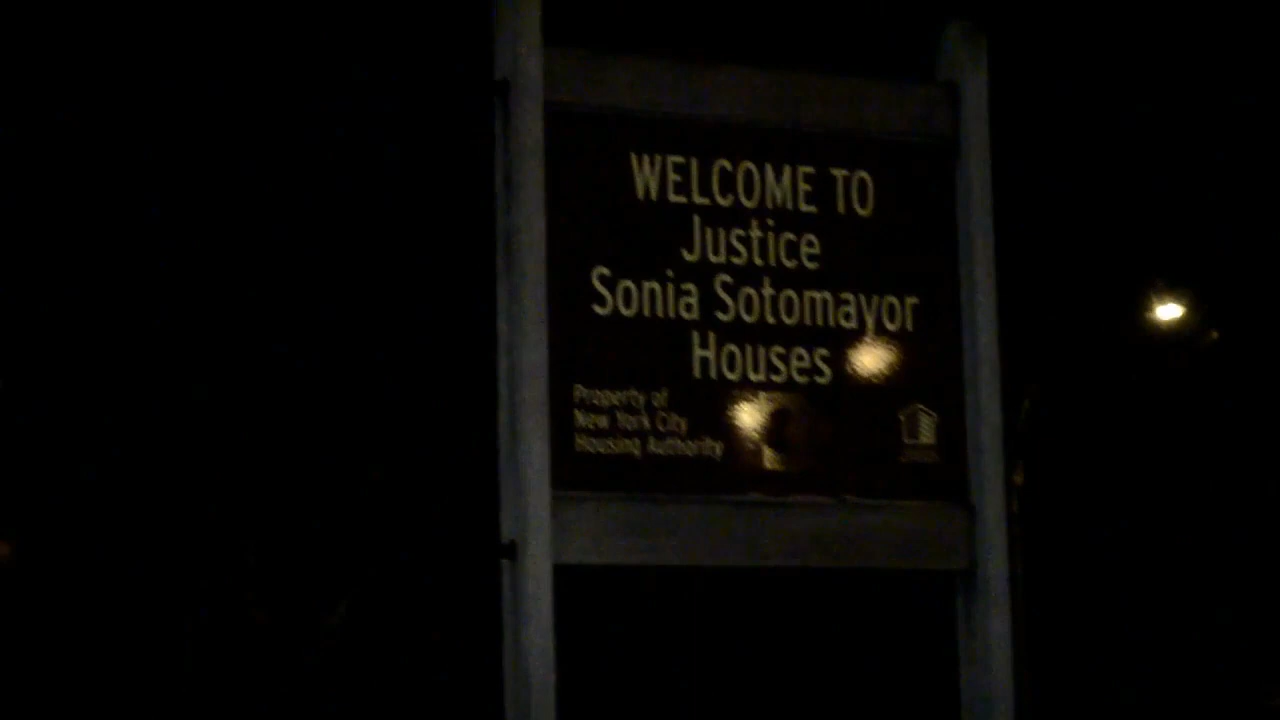 WELCOME TO
Justice
Sonia Sotomayor
Houses
Property of
New York City
Housing Authority